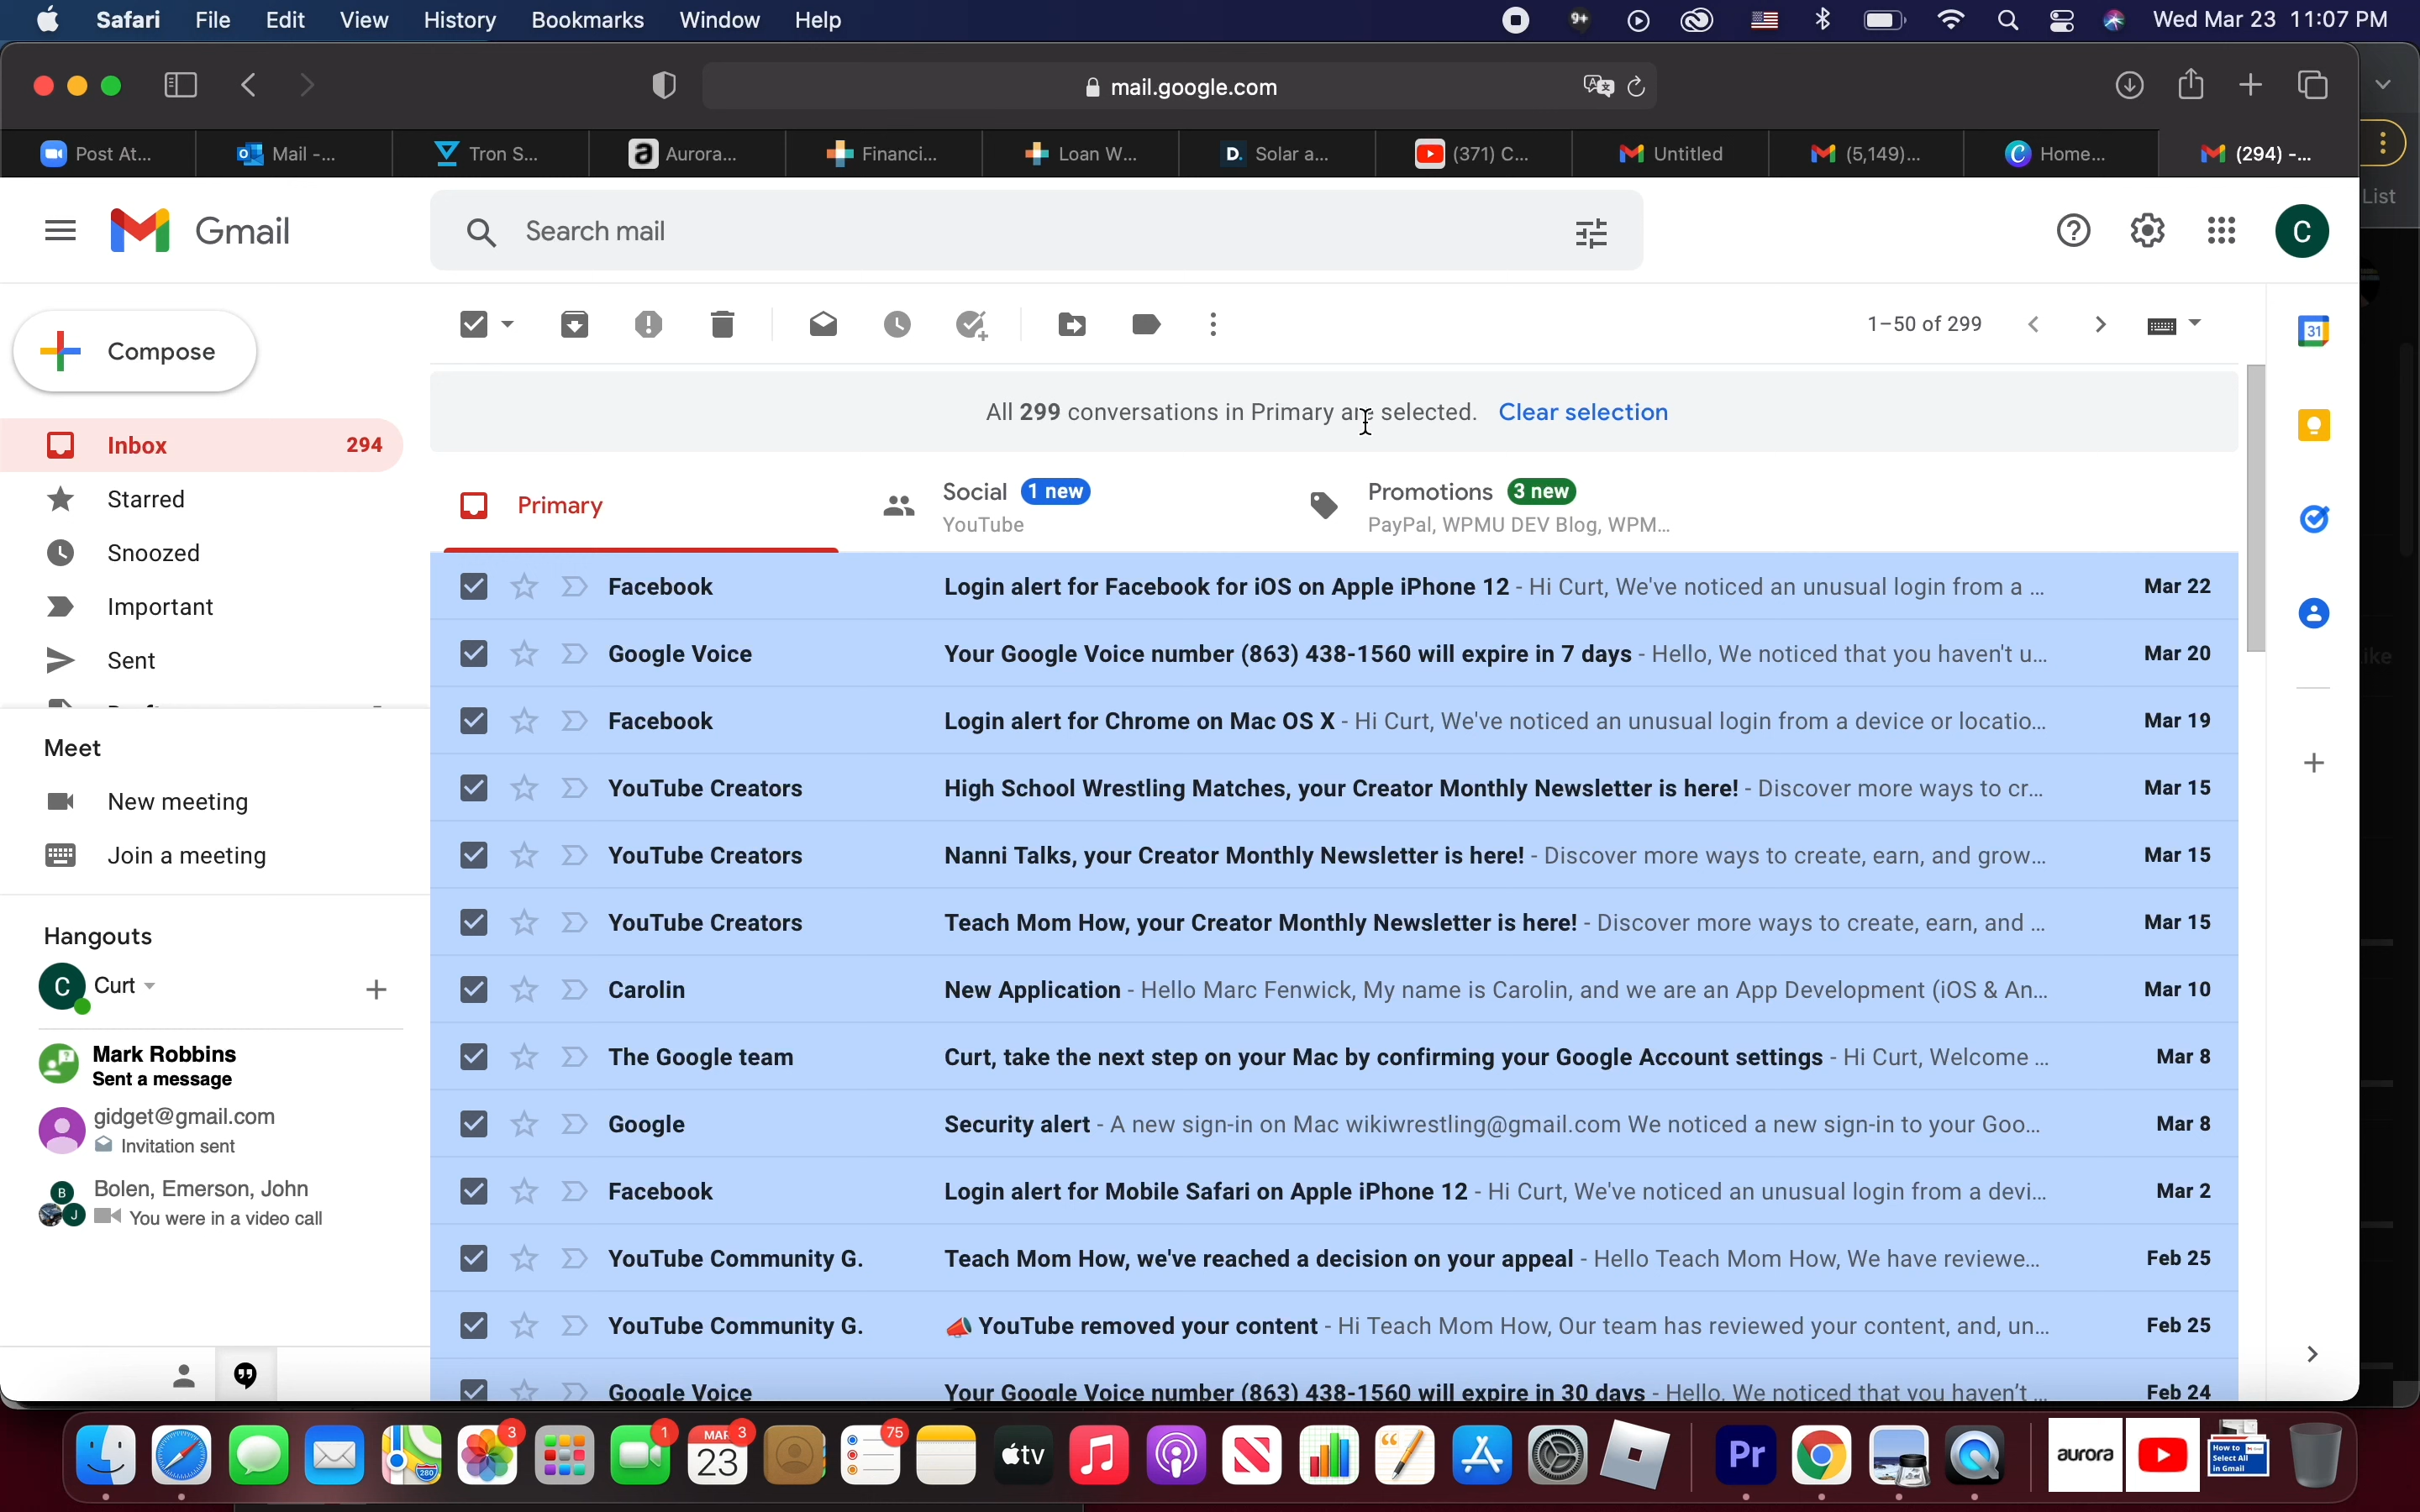 Safari File Edit View History Bookmarks Window Help 9+ Wed Mar 23 11:07 PM
mail.google.com
Post At... Mail -... Tron S... Aurora... Financi... Loan W... Solar a... (371) C... Untitled (5,149)... Home... (294) -...
List
Gmail Search mail C
Compose
1–50 of 299
All 299 conversations in Primary are selected. Clear selection
Inbox 294
Starred
Snoozed
Important
Sent
Primary
Social 1 new
YouTube
Promotions 3 new
PayPal, WPMU DEV Blog, WPM...
Facebook Login alert for Facebook for iOS on Apple iPhone 12 - Hi Curt, We've noticed an unusual login from a ... Mar 22
Google Voice Your Google Voice number (863) 438-1560 will expire in 7 days - Hello, We noticed that you haven't u... Mar 20
Facebook Login alert for Chrome on Mac OS X - Hi Curt, We've noticed an unusual login from a device or locatio... Mar 19
YouTube Creators High School Wrestling Matches, your Creator Monthly Newsletter is here! - Discover more ways to cr... Mar 15
YouTube Creators Nanni Talks, your Creator Monthly Newsletter is here! - Discover more ways to create, earn, and grow... Mar 15
YouTube Creators Teach Mom How, your Creator Monthly Newsletter is here! - Discover more ways to create, earn, and ... Mar 15
Carolin New Application - Hello Marc Fenwick, My name is Carolin, and we are an App Development (iOS & An... Mar 10
The Google team Curt, take the next step on your Mac by confirming your Google Account settings - Hi Curt, Welcome ... Mar 8
Google Security alert - A new sign-in on Mac wikiwrestling@gmail.com We noticed a new sign-in to your Goo... Mar 8
Facebook Login alert for Mobile Safari on Apple iPhone 12 - Hi Curt, We've noticed an unusual login from a devi... Mar 2
YouTube Community G. Teach Mom How, we've reached a decision on your appeal - Hello Teach Mom How, We have reviewe... Feb 25
YouTube Community G. 📣 YouTube removed your content - Hi Teach Mom How, Our team has reviewed your content, and, un... Feb 25
Google Voice Your Google Voice number (863) 438-1560 will expire in 30 days - Hello, We noticed that you haven't ... Feb 24
Meet
New meeting
Join a meeting
Hangouts
C Curt
Mark Robbins
Sent a message
gidget@gmail.com
Invitation sent
B J Bolen, Emerson, John
You were in a video call
31
280 3 1 MAR 3 23 75 tv Pr aurora
How to
Select All
in Gmail